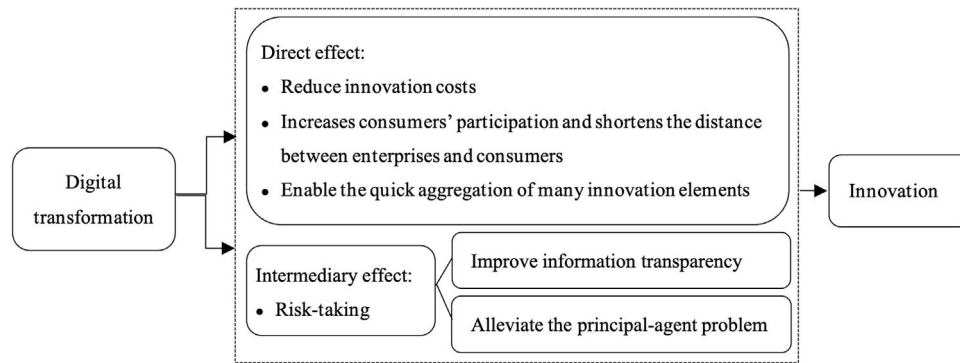 Digital
transformation
Direct effect:
• Reduce innovation costs
• Increases consumers' participation and shortens the distance
between enterprises and consumers
• Enable the quick aggregation of many innovation elements
Intermediary effect:
• Risk-taking
Improve information transparency
Alleviate the principal-agent problem
Innovation